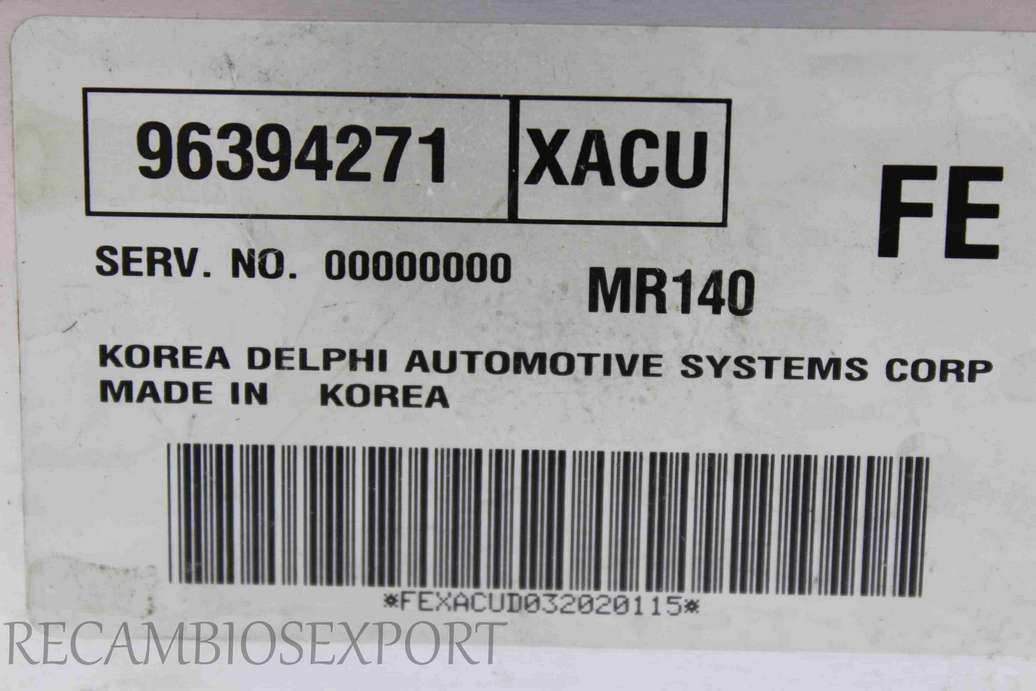 96394271 XACU
FE
SERV. NO. 00000000 MR140
KOREA DELPHI AUTOMOTIVE SYSTEMS CORP
MADE IN KOREA
*FEXACUD032020115*
RECAMBIOSEXPORT